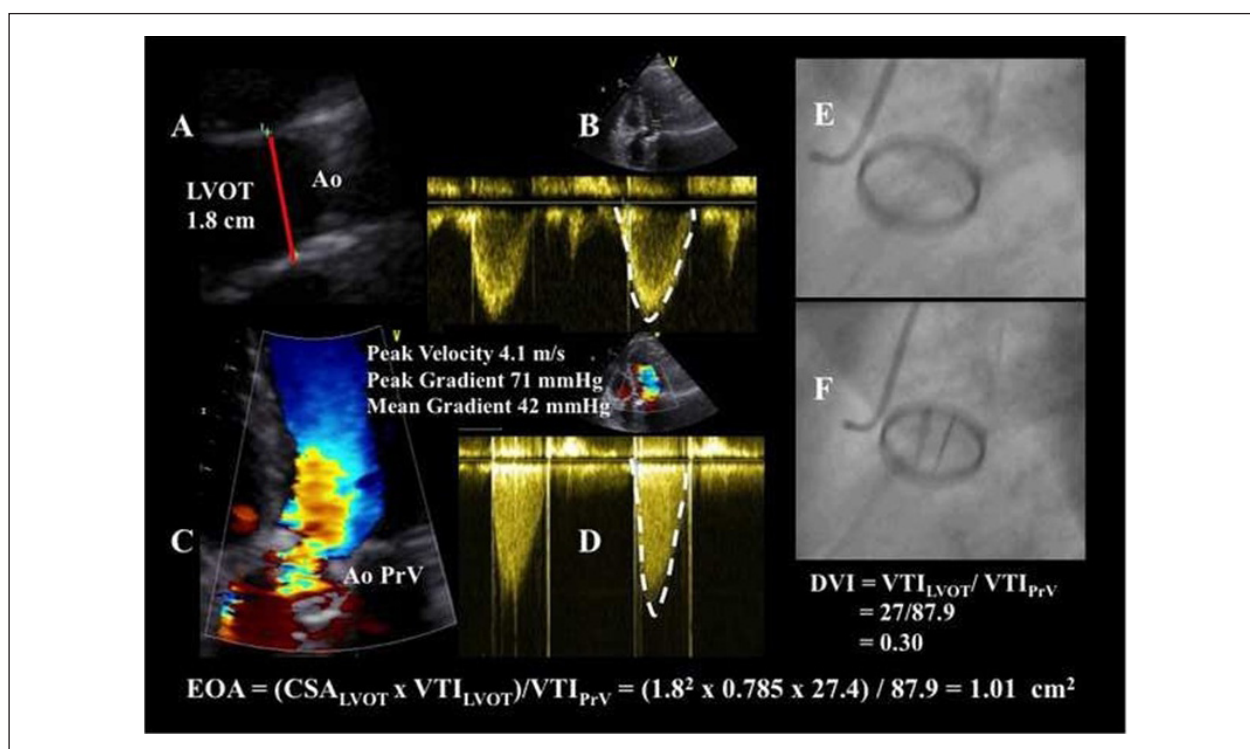 A
LVOT
1.8 cm
Ao
B
V
E
Peak Velocity 4.1 m/s
Peak Gradient 71 mmHg
Mean Gradient 42 mmHg
V
C
Ao PrV
D
F
DVI = VTI_LVOT / VTI_PrV
= 27/87.9
= 0.30
EOA = (CSA_LVOT x VTI_LVOT)/VTI_PrV = (1.8² x 0.785 x 27.4) / 87.9 = 1.01 cm²